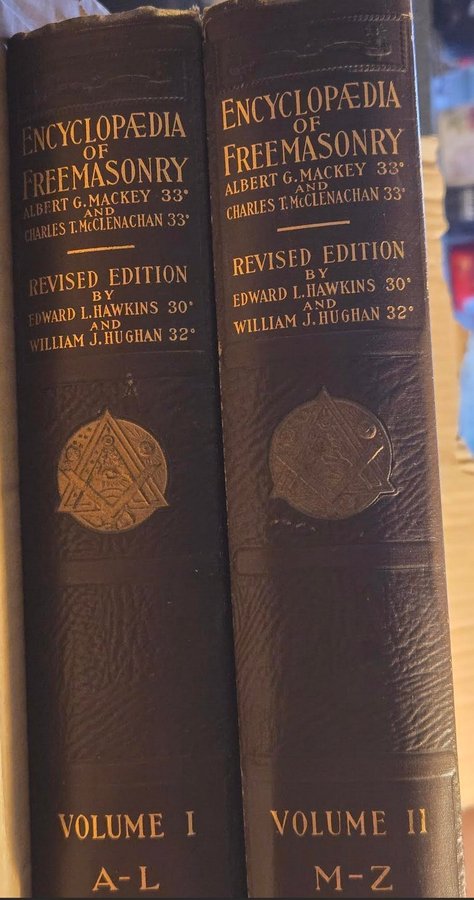 ENCYCLOPÆDIA
OF
FREEMASONRY
ALBERT G. MACKEY 33°
AND
CHARLES T. McCLENACHAN 33°
REVISED EDITION
BY
EDWARD L. HAWKINS 30°
AND
WILLIAM J. HUGHAN 32°
VOLUME I
A-L
ENCYCLOPÆDIA
OF
FREEMASONRY
ALBERT G. MACKEY 33°
AND
CHARLES T. McCLENACHAN 33°
REVISED EDITION
BY
EDWARD L. HAWKINS 30°
AND
WILLIAM J. HUGHAN 32°
VOLUME II
M-Z